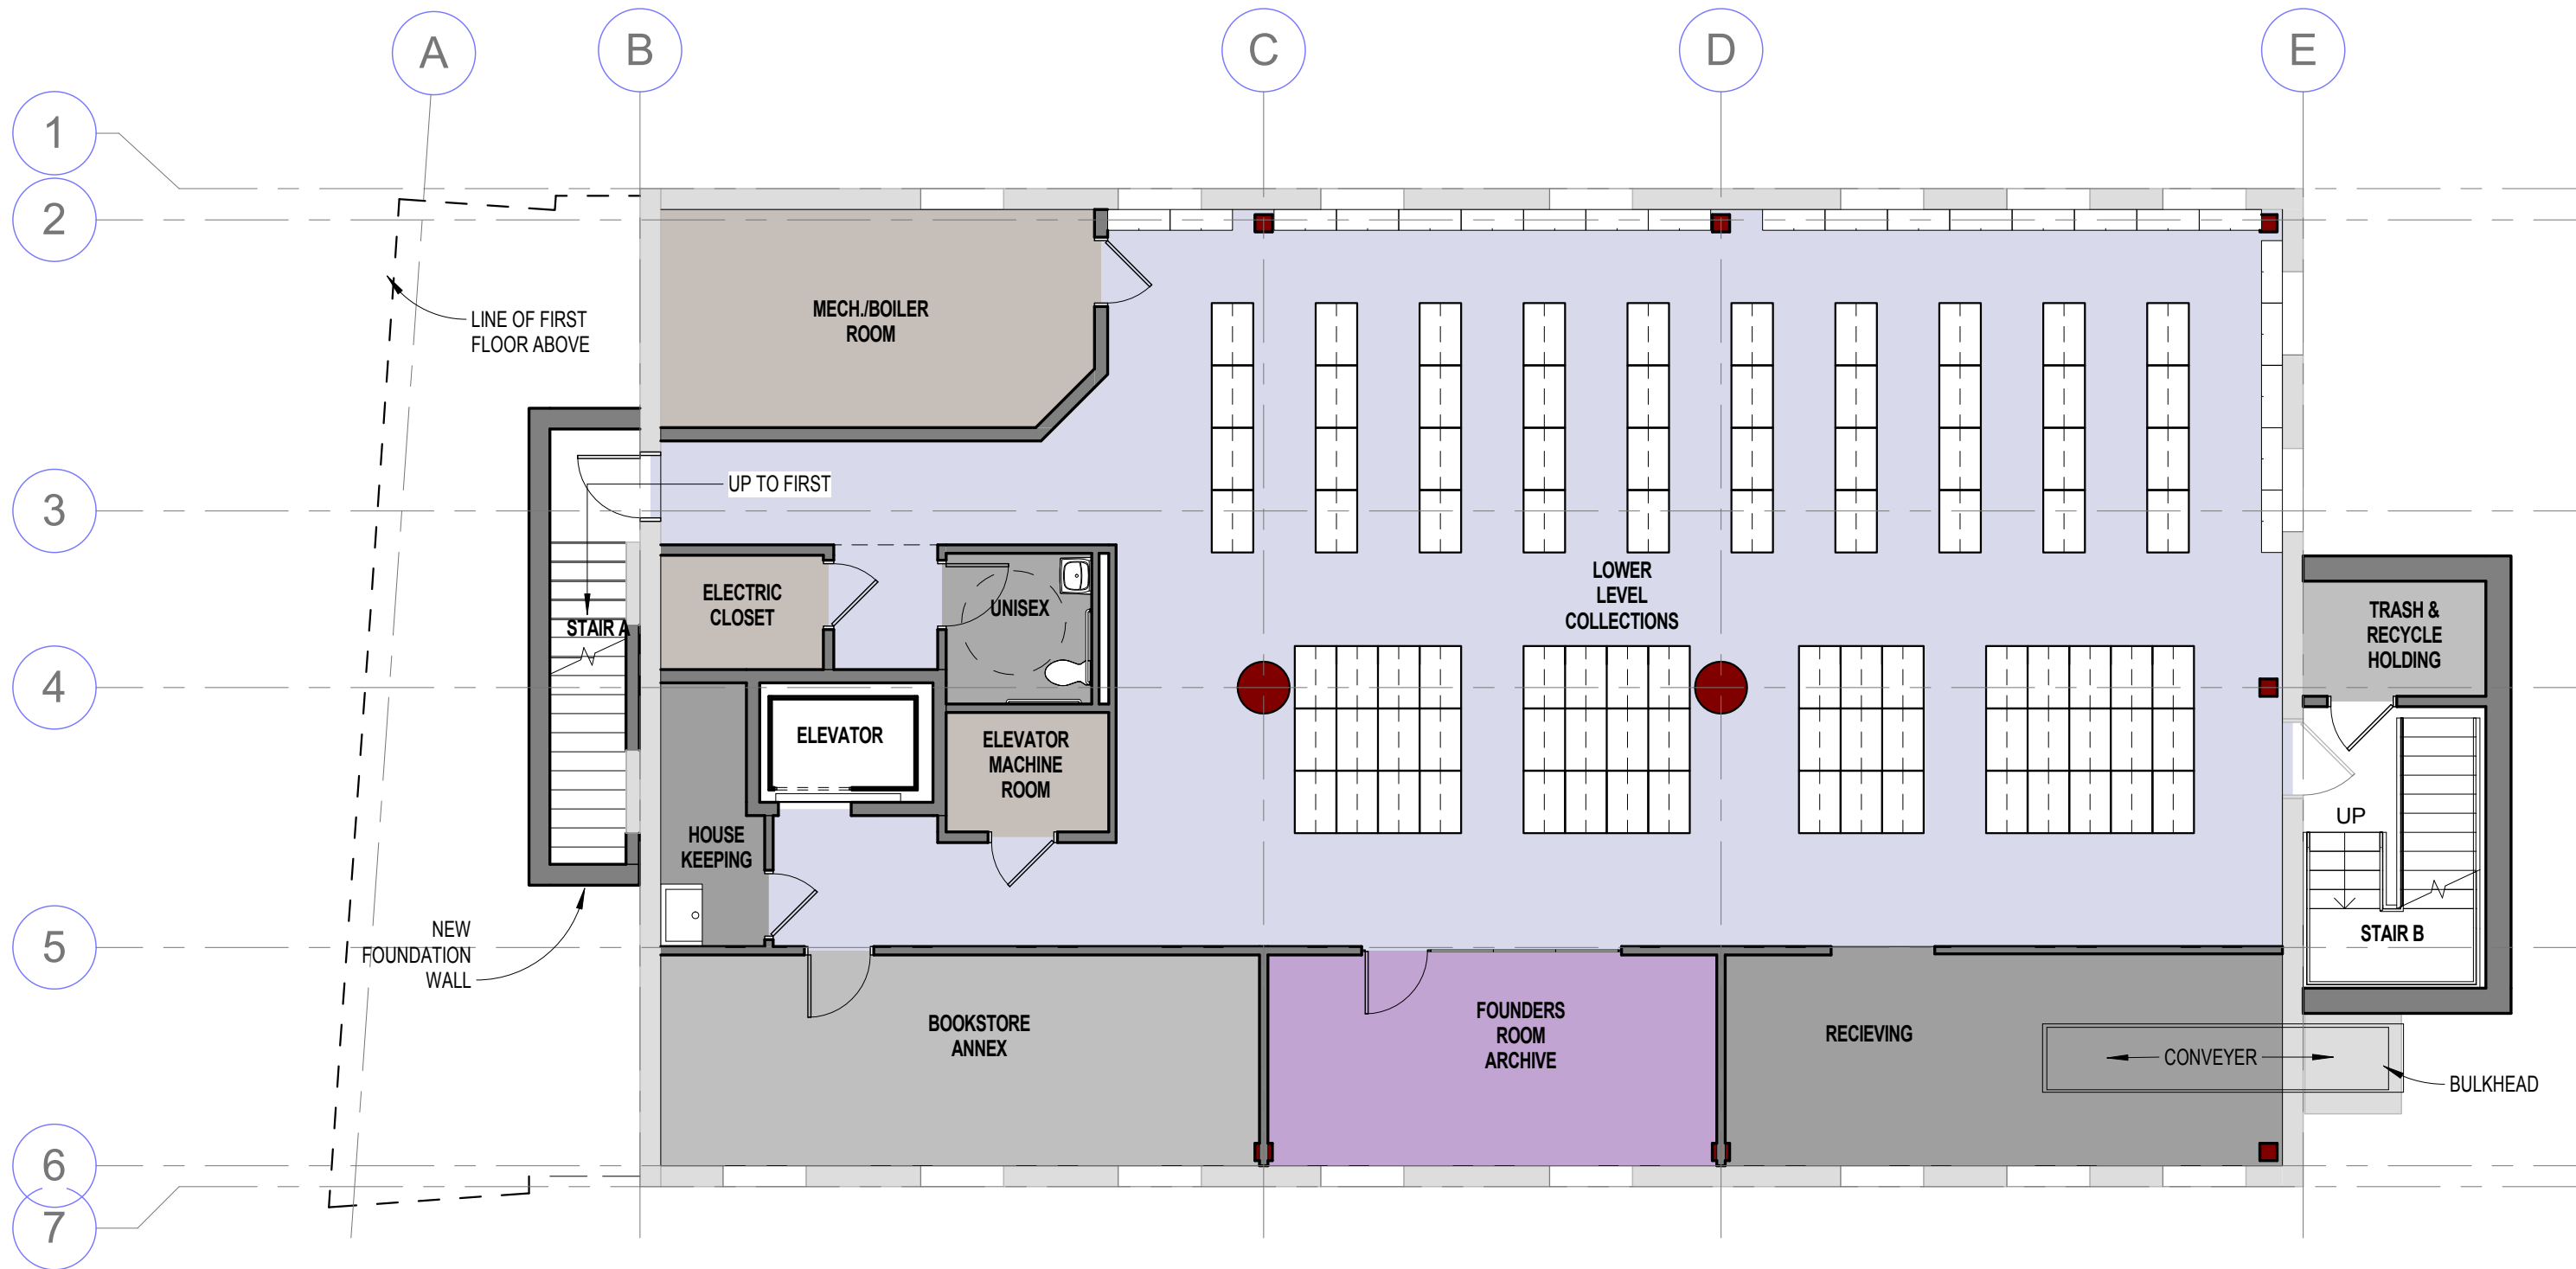 A
B
C
D
E
1
2
3
4
5
6
7
LINE OF FIRST
FLOOR ABOVE
MECH./BOILER
ROOM
UP TO FIRST
STAIR A
ELECTRIC
CLOSET
UNISEX
LOWER
LEVEL
COLLECTIONS
TRASH &
RECYCLE
HOLDING
ELEVATOR
ELEVATOR
MACHINE
ROOM
HOUSE
KEEPING
UP
STAIR B
NEW
FOUNDATION
WALL
BOOKSTORE
ANNEX
FOUNDERS
ROOM
ARCHIVE
RECIEVING
CONVEYER
BULKHEAD